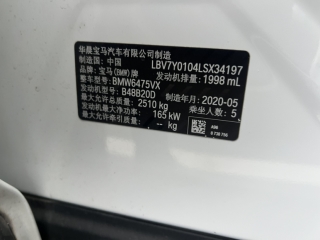 华晨宝马汽车有限公司制造
制造国：中国 LBV7Y0104LSX34197
品牌：宝马(BMW)牌 发动机排量：1998 mL
整车型号：BMW6475VX
发动机型号：B48B20D 制造年月：2020-05
最大允许总质量：2510 kg 乘坐人数：5
发动机最大净功率：165 kW
最大允许牵引质量：-- kg